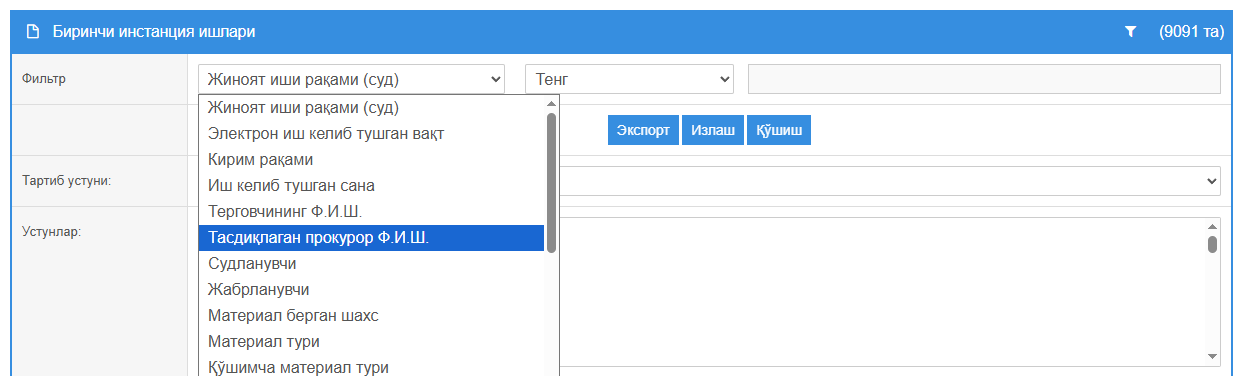 Биринчи инстанция ишлари (9091 та)
Фильтр Жиноят иши рақами (суд) Тенг
Жиноят иши рақами (суд)
Электрон иш келиб тушган вақт
Экспорт Излаш Қўшиш
Кирим рақами
Тартиб устуни: Иш келиб тушган сана
Терговчининг Ф.И.Ш.
Устунлар: Тасдиқлаган прокурор Ф.И.Ш.
Судланувчи
Жабрланувчи
Материал берган шахс
Материал тури
Қўшимча материал тури